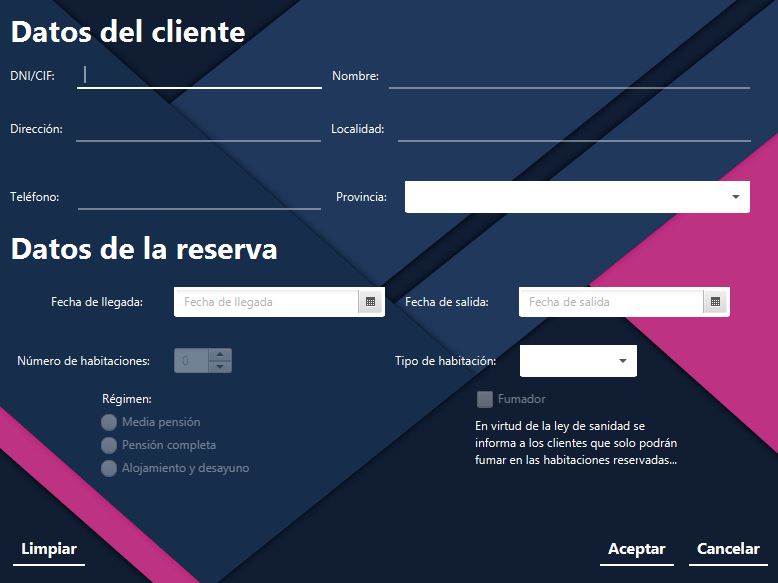 Datos del cliente
DNI/CIF: Nombre:
Dirección: Localidad:
Teléfono: Provincia:
Datos de la reserva
Fecha de llegada: Fecha de llegada Fecha de salida: Fecha de salida
Número de habitaciones: 0 Tipo de habitación:
Régimen:
Media pensión
Pensión completa
Alojamiento y desayuno
Fumador
En virtud de la ley de sanidad se
informa a los clientes que solo podrán
fumar en las habitaciones reservadas...
Limpiar Aceptar Cancelar